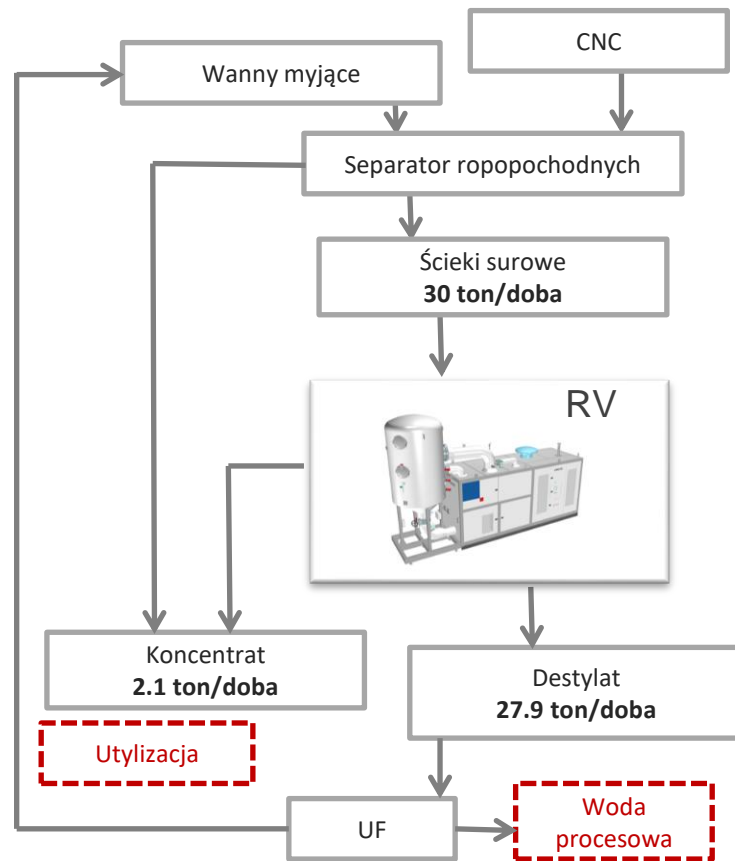 CNC
Wanny myjące
Separator ropopochodnych
Ścieki surowe
30 ton/doba
RV
Koncentrat
2.1 ton/doba
Destylat
27.9 ton/doba
Utylizacja
UF
Woda
procesowa